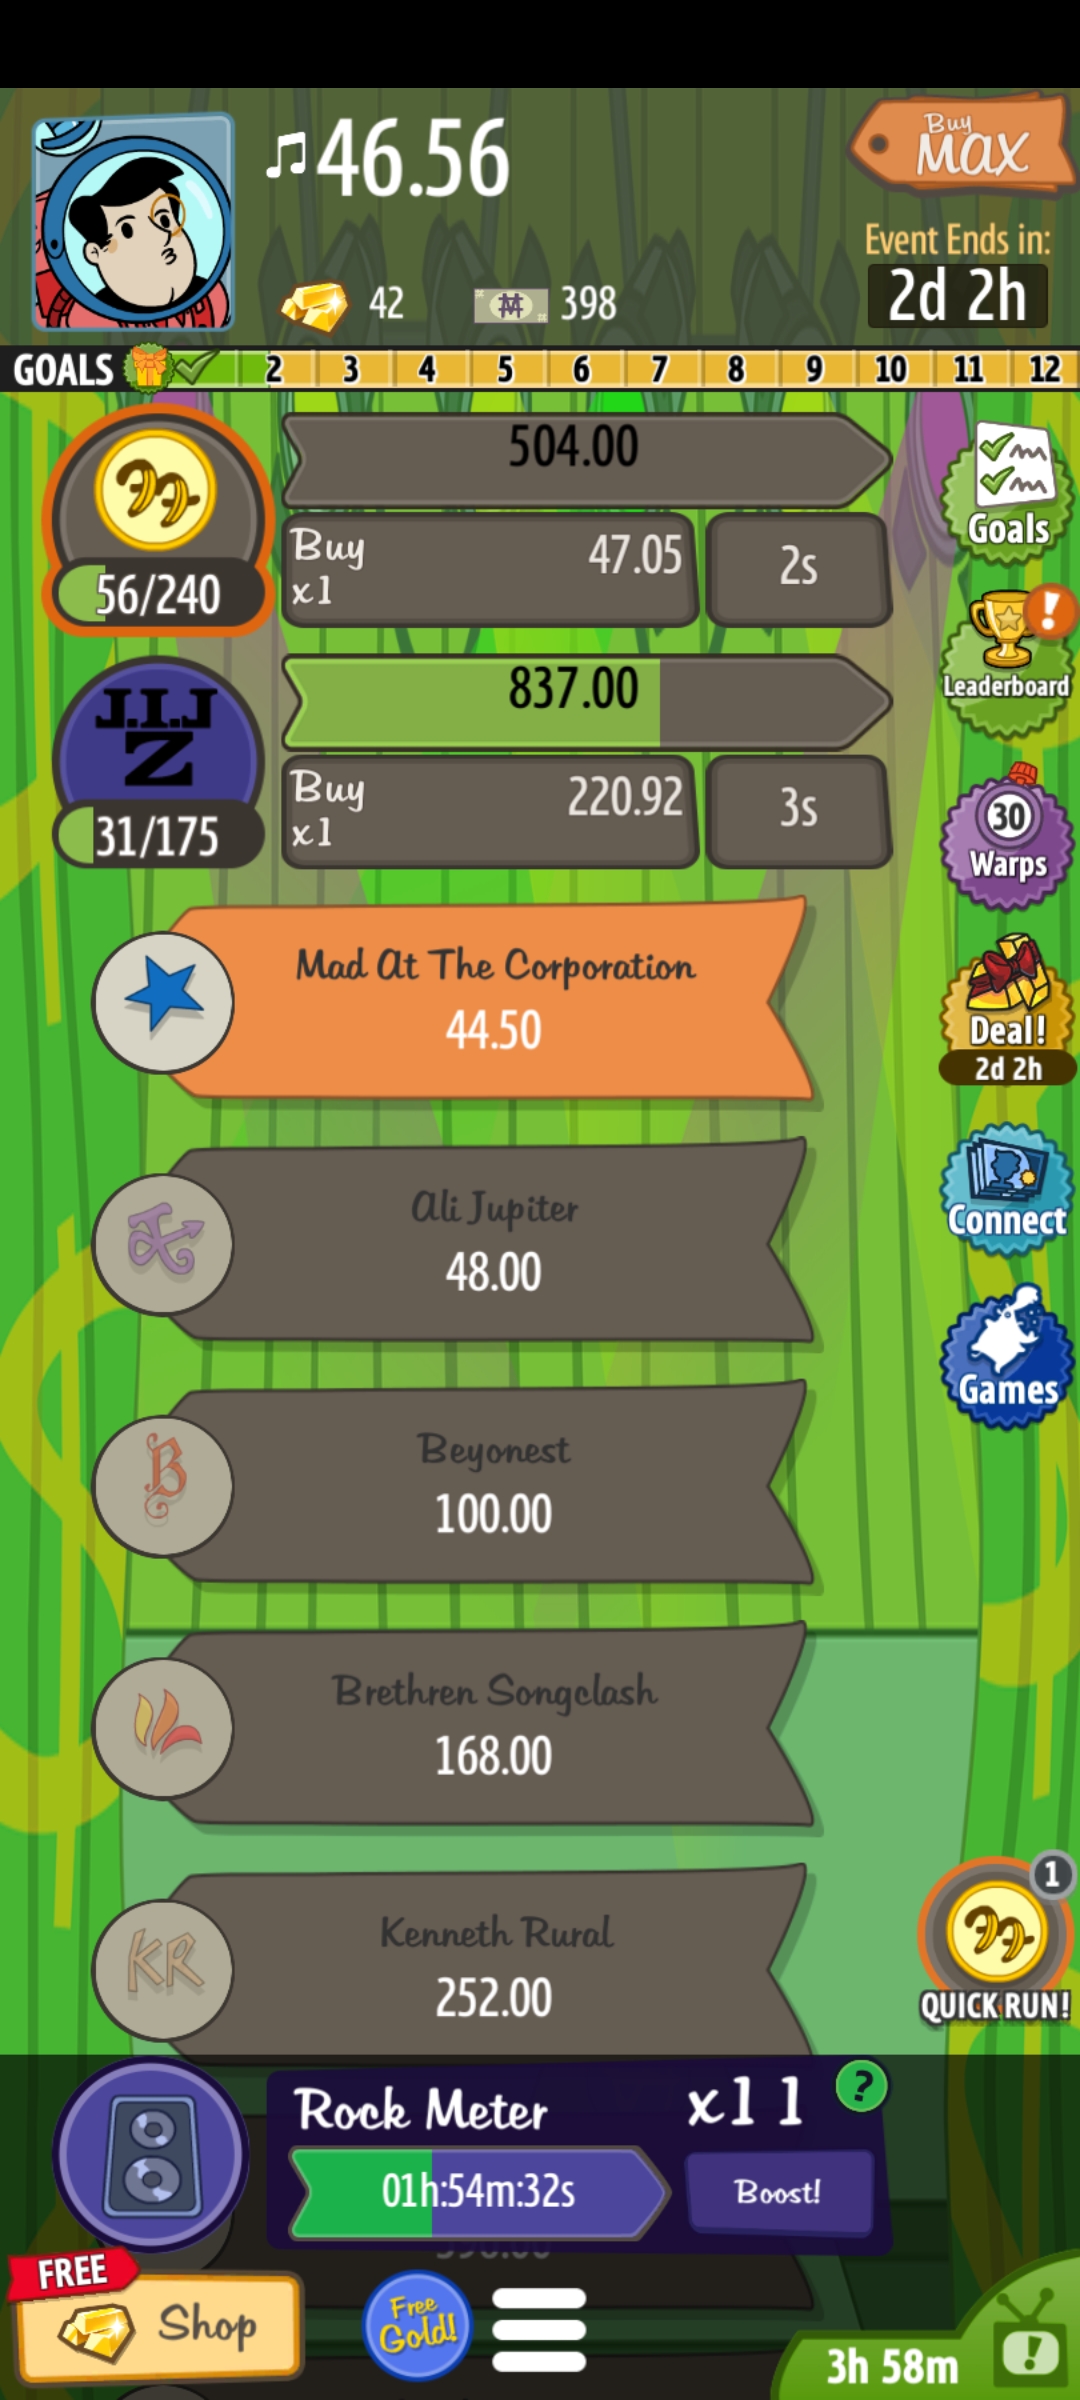 46.56
Buy
Max
42
398
Event Ends in:
2d 2h
GOALS 2 3 4 5 6 7 8 9 10 11 12
504.00
Buy
x1
47.05
2s
56/240
Goals
J.I.J
Z
837.00
Buy
x1
220.92
3s
31/175
Leaderboard
30
Warps
Mad At The Corporation
44.50
Deal!
2d 2h
Ali Jupiter
48.00
Connect
Games
B
Beyonest
100.00
Brethren Songclash
168.00
KR
Kenneth Rural
252.00
1
QUICK RUN!
Rock Meter
x11
?
01h:54m:32s
Boost!
FREE
Shop
Free
Gold!
3h 58m